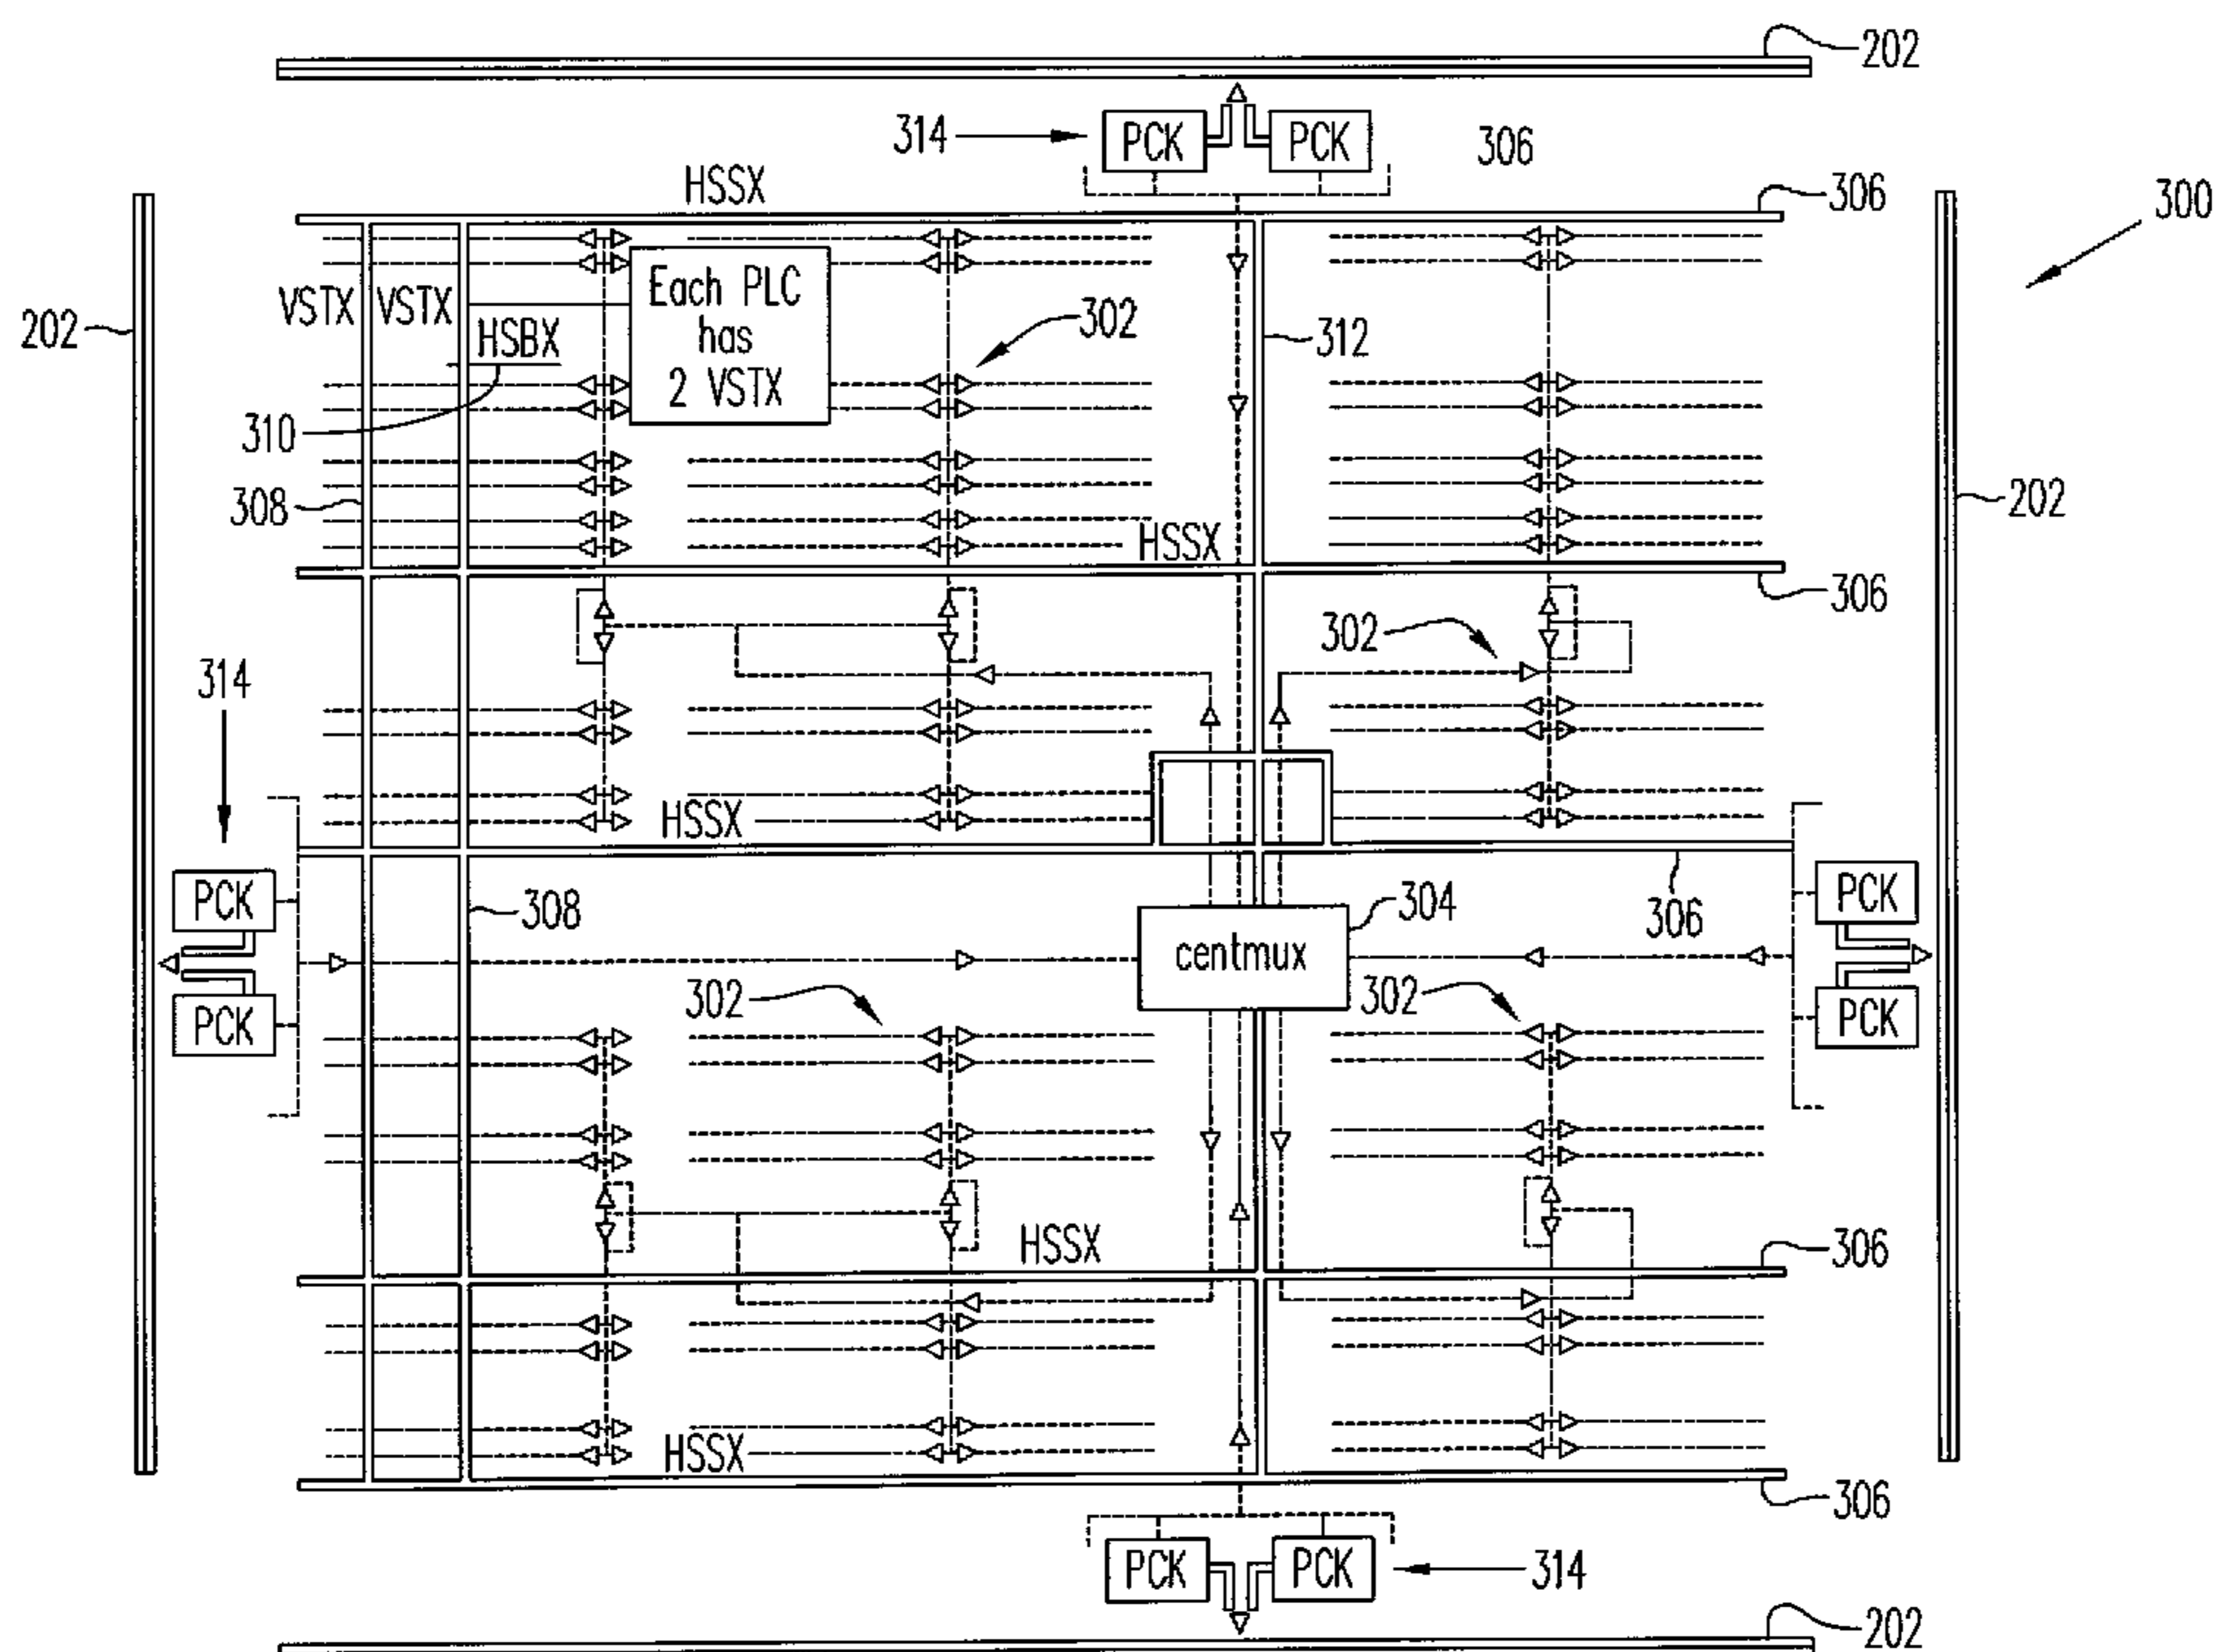 202
314
PCK
PCK
306
HSSX
306
300
VSTX
VSTX
Each PLC
has
2 VSTX
302
202
HSBX
312
310
308
202
HSSX
306
302
314
HSSX
PCK
308
304
306
PCK
centmux
PCK
302
302
PCK
HSSX
306
HSSX
306
PCK
PCK
314
202